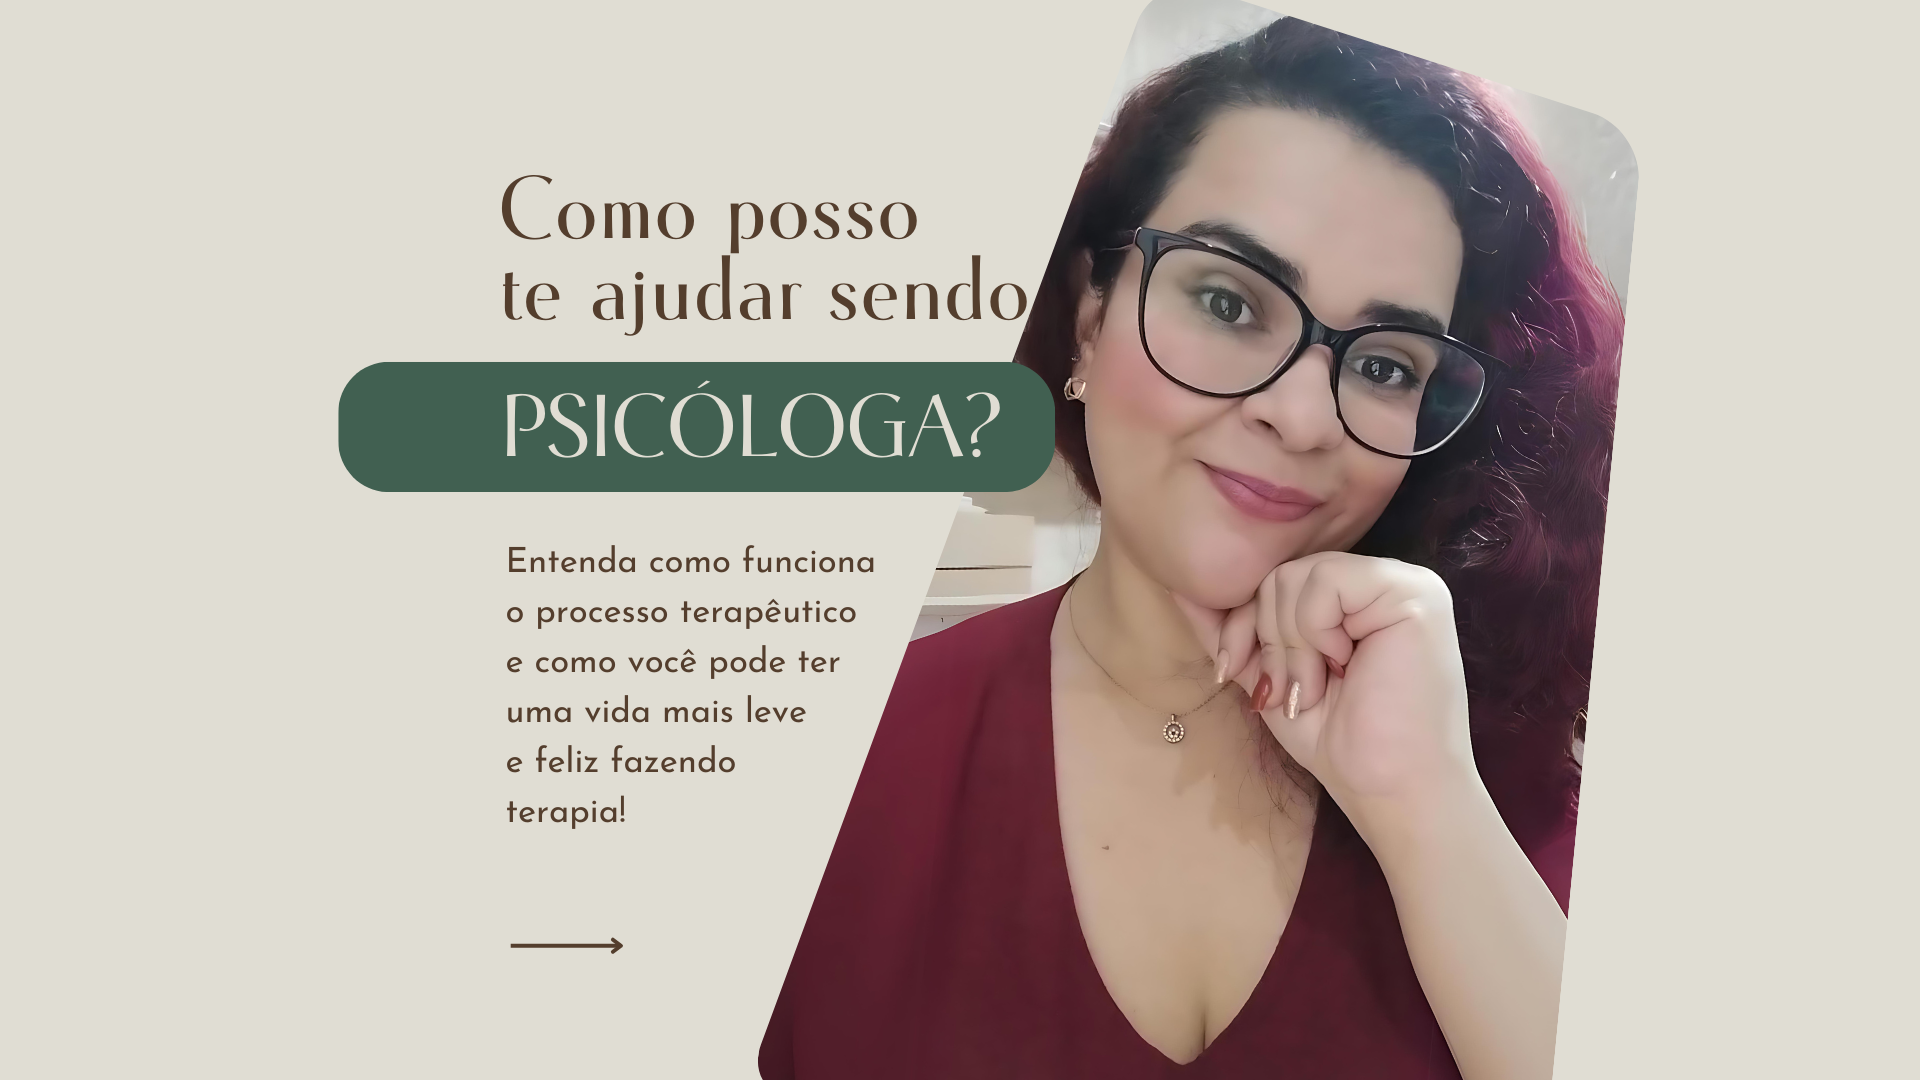 Como posso
te ajudar sendo
PSICÓLOGA?
Entenda como funciona
o processo terapêutico
e como você pode ter
uma vida mais leve
e feliz fazendo
terapia!